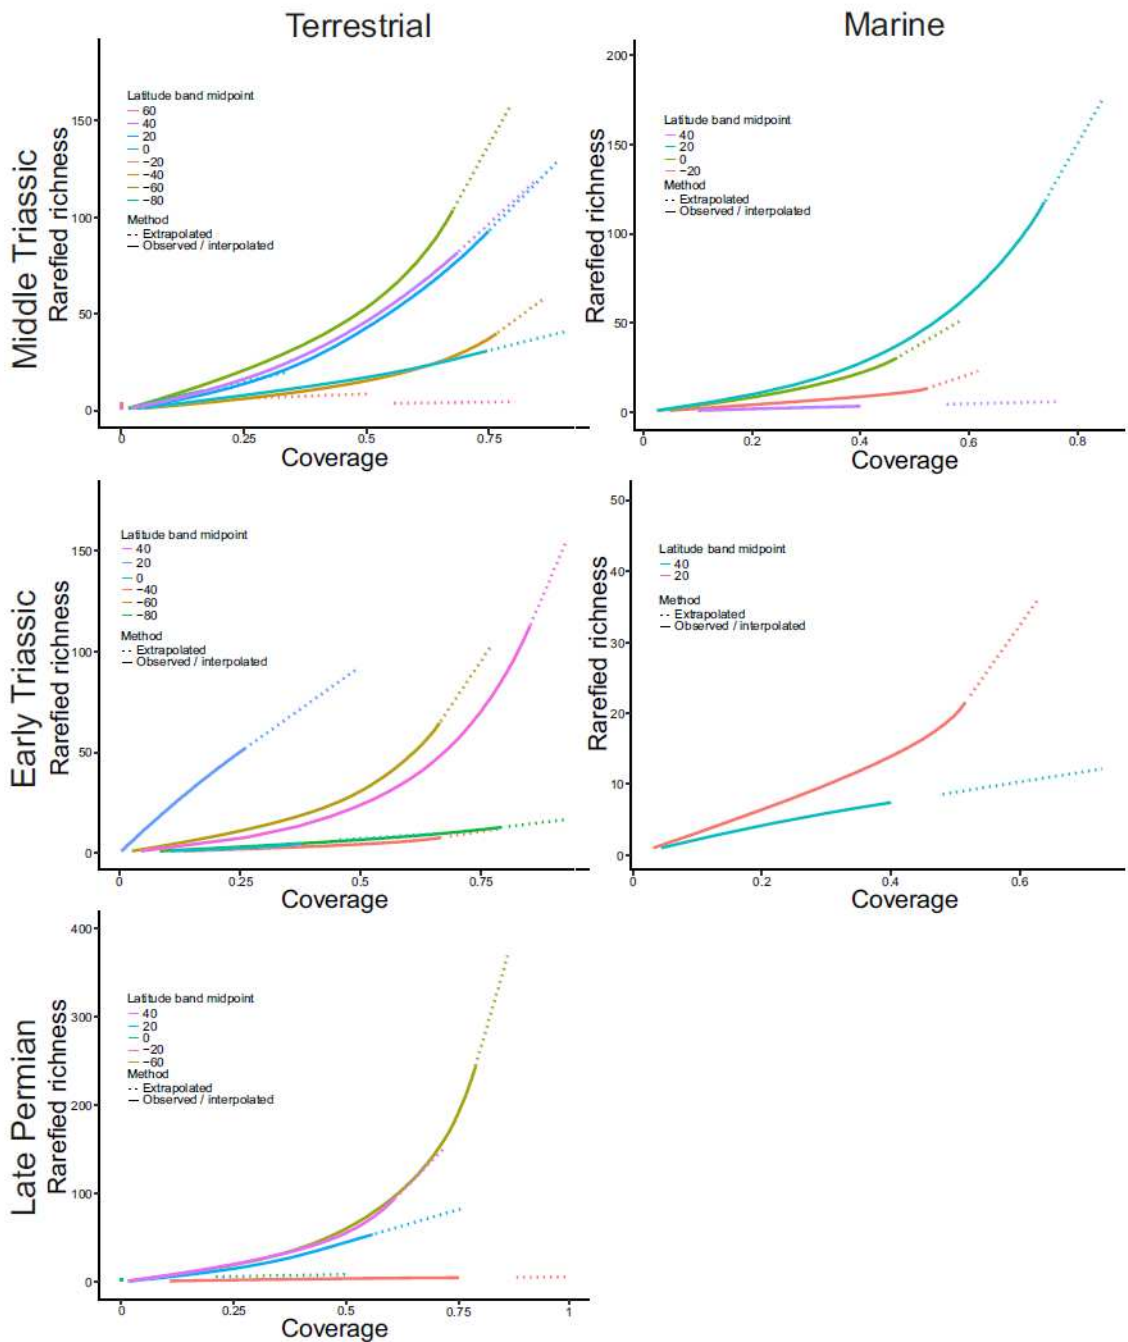 Terrestrial
Marine
Middle Triassic
Rarefied richness
150
100
50
0
Latitude band midpoint
60
40
20
0
−20
−40
−60
−80
Method
Extrapolated
Observed / interpolated
0
0.25
0.5
0.75
Coverage
Rarefied richness
200
150
100
50
0
Latitude band midpoint
40
20
0
−20
Method
Extrapolated
Observed / interpolated
0
0.2
0.4
0.6
0.8
Coverage
Early Triassic
Rarefied richness
150
100
50
0
Latitude band midpoint
40
20
0
−40
−60
−80
Method
Extrapolated
Observed / interpolated
0
0.25
0.5
0.75
Coverage
Rarefied richness
50
40
30
20
10
0
Latitude band midpoint
40
20
Method
Extrapolated
Observed / interpolated
0
0.2
0.4
0.6
Coverage
Late Permian
Rarefied richness
400
300
200
100
0
Latitude band midpoint
40
20
0
−20
−60
Method
Extrapolated
Observed / interpolated
0
0.25
0.5
0.75
1
Coverage